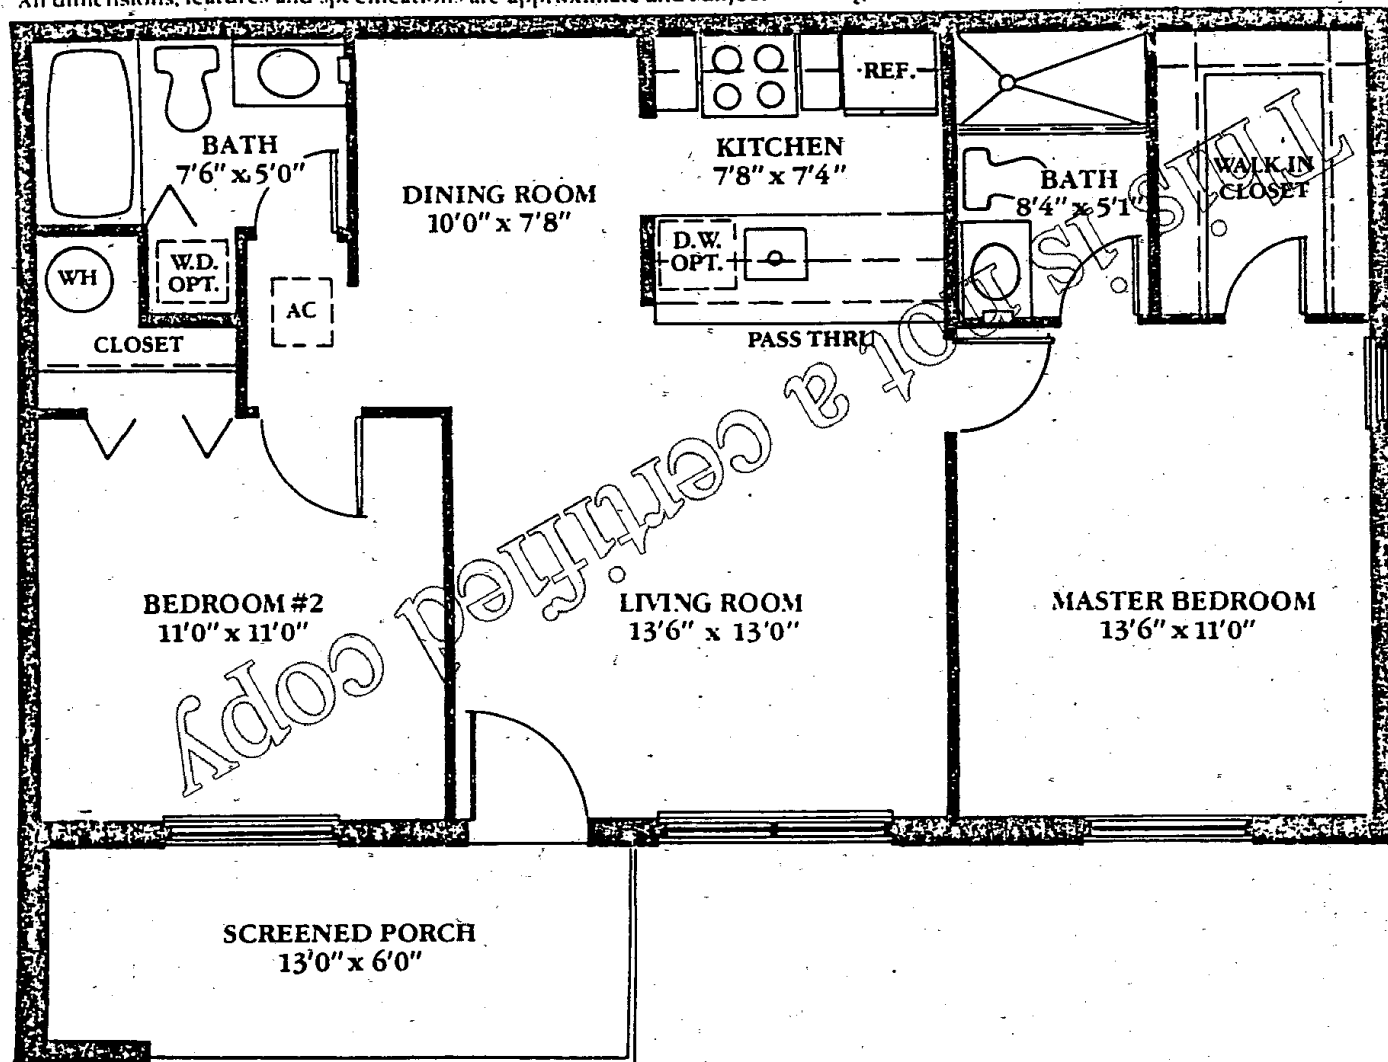 BATH
7'6" x 5'0"
DINING ROOM
10'0" x 7'8"
KITCHEN
7'8" x 7'4"
REF.
BATH
8'4" x 5'1"
WALK IN
CLOSET
WH
W.D.
OPT.
AC
D.W.
OPT.
CLOSET
PASS THRU
BEDROOM #2
11'0" x 11'0"
LIVING ROOM
13'6" x 13'0"
MASTER BEDROOM
13'6" x 11'0"
SCREENED PORCH
13'0" x 6'0"
This is not a certified copy